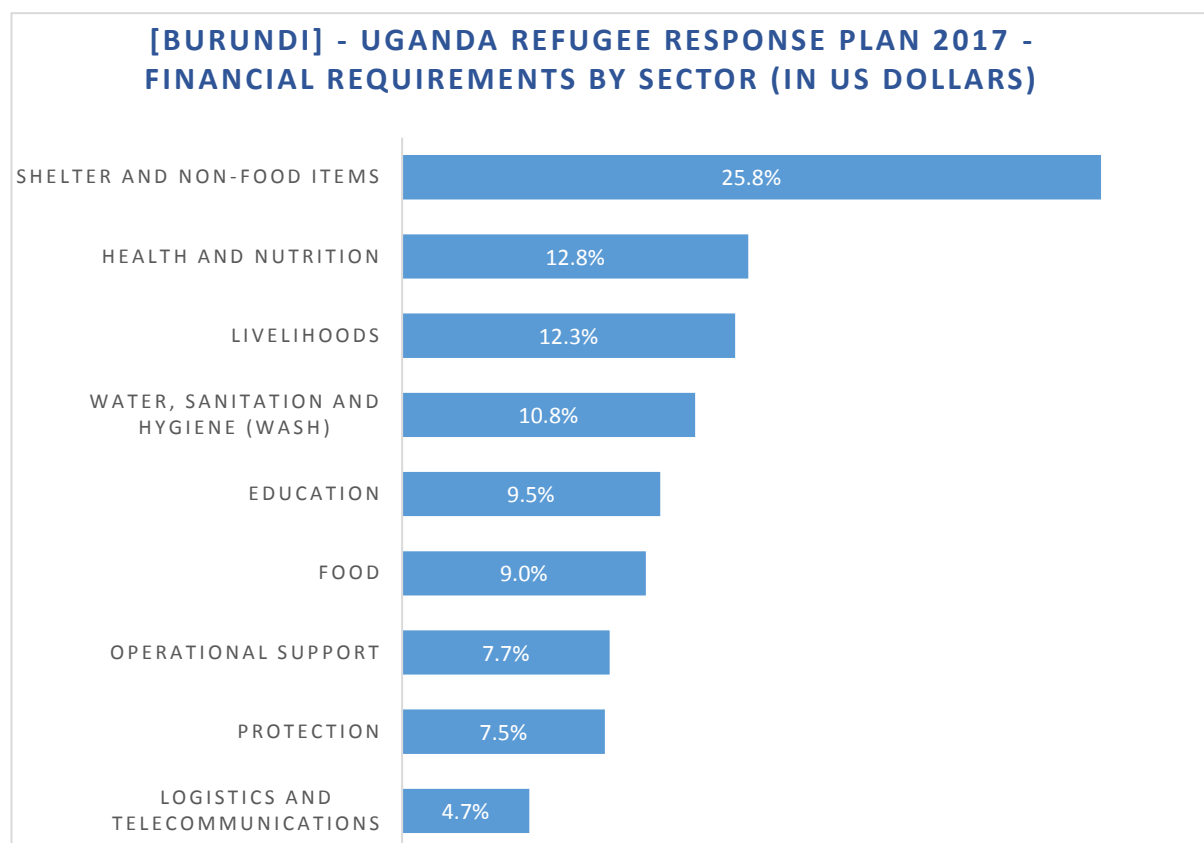 [BURUNDI] - UGANDA REFUGEE RESPONSE PLAN 2017 -
FINANCIAL REQUIREMENTS BY SECTOR (IN US DOLLARS)
SHELTER AND NON-FOOD ITEMS
25.8%
HEALTH AND NUTRITION
12.8%
LIVELIHOODS
12.3%
WATER, SANITATION AND
HYGIENE (WASH)
10.8%
EDUCATION
9.5%
FOOD
9.0%
OPERATIONAL SUPPORT
7.7%
PROTECTION
7.5%
LOGISTICS AND
TELECOMMUNICATIONS
4.7%